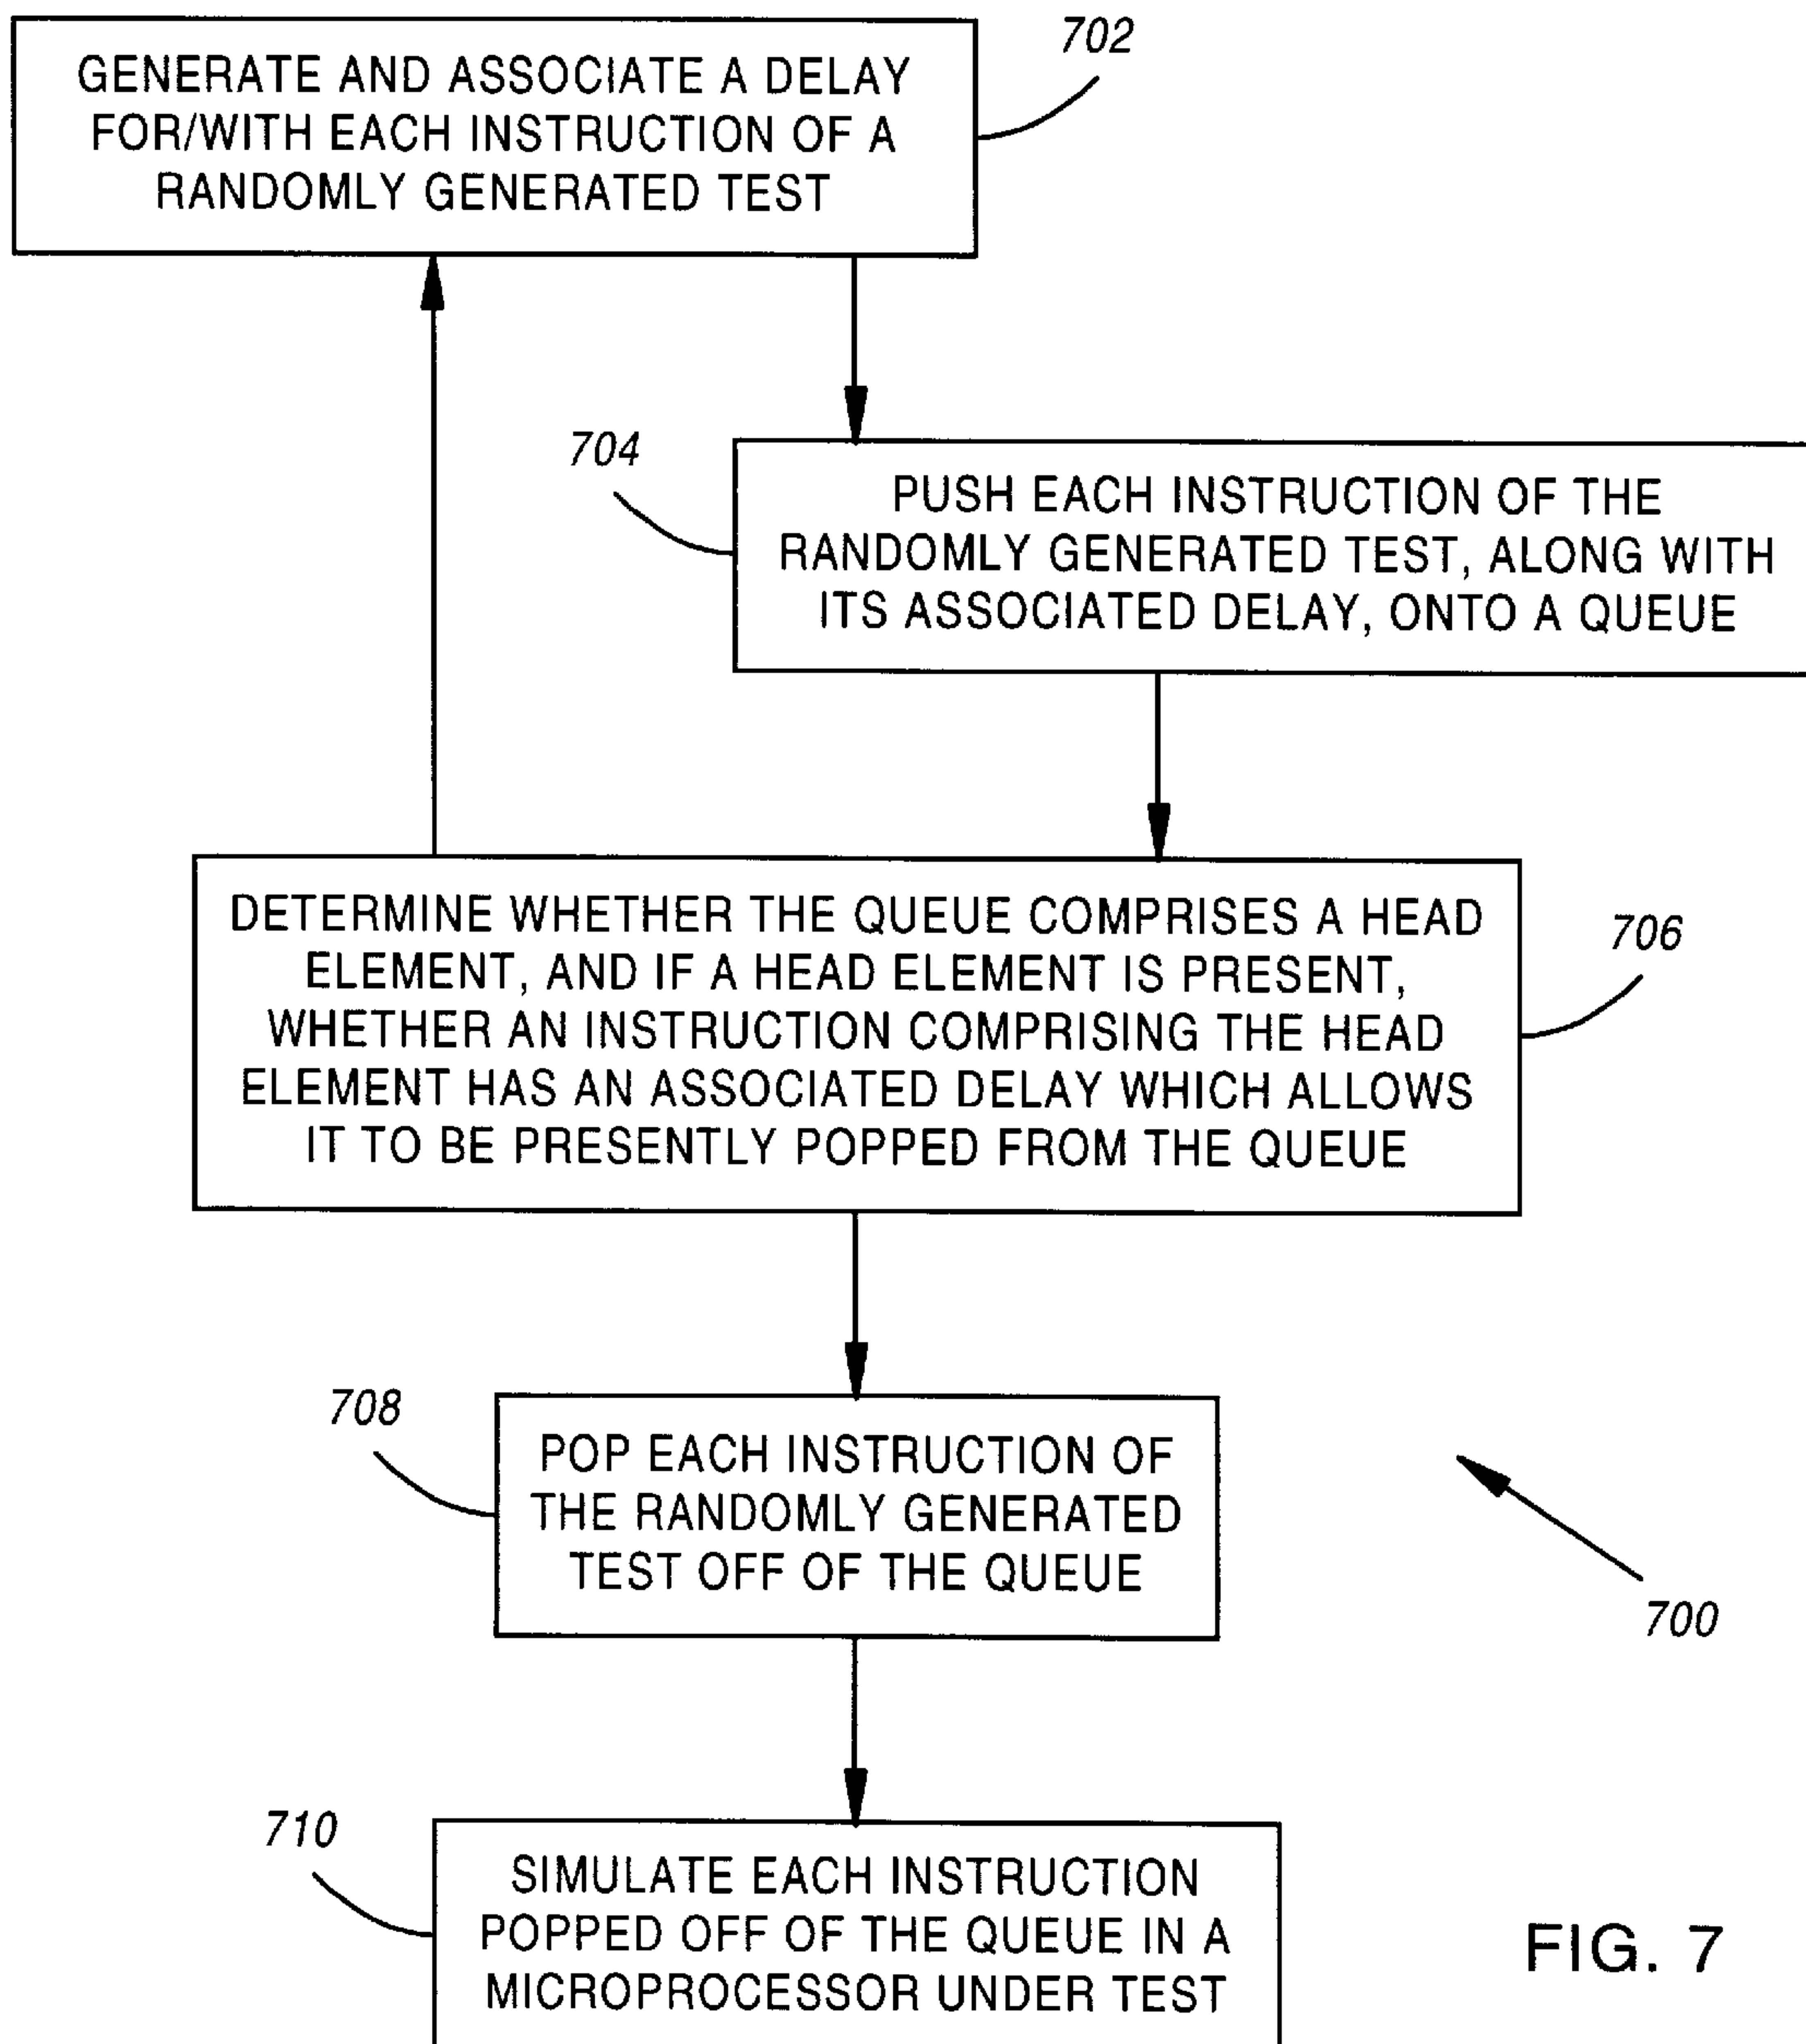 702
GENERATE AND ASSOCIATE A DELAY
FOR/WITH EACH INSTRUCTION OF A
RANDOMLY GENERATED TEST
704
PUSH EACH INSTRUCTION OF THE
RANDOMLY GENERATED TEST, ALONG WITH
ITS ASSOCIATED DELAY, ONTO A QUEUE
DETERMINE WHETHER THE QUEUE COMPRISES A HEAD
ELEMENT, AND IF A HEAD ELEMENT IS PRESENT,
WHETHER AN INSTRUCTION COMPRISING THE HEAD
ELEMENT HAS AN ASSOCIATED DELAY WHICH ALLOWS
IT TO BE PRESENTLY POPPED FROM THE QUEUE
706
708
POP EACH INSTRUCTION OF
THE RANDOMLY GENERATED
TEST OFF OF THE QUEUE
700
710
SIMULATE EACH INSTRUCTION
POPPED OFF OF THE QUEUE IN A
MICROPROCESSOR UNDER TEST
FIG. 7